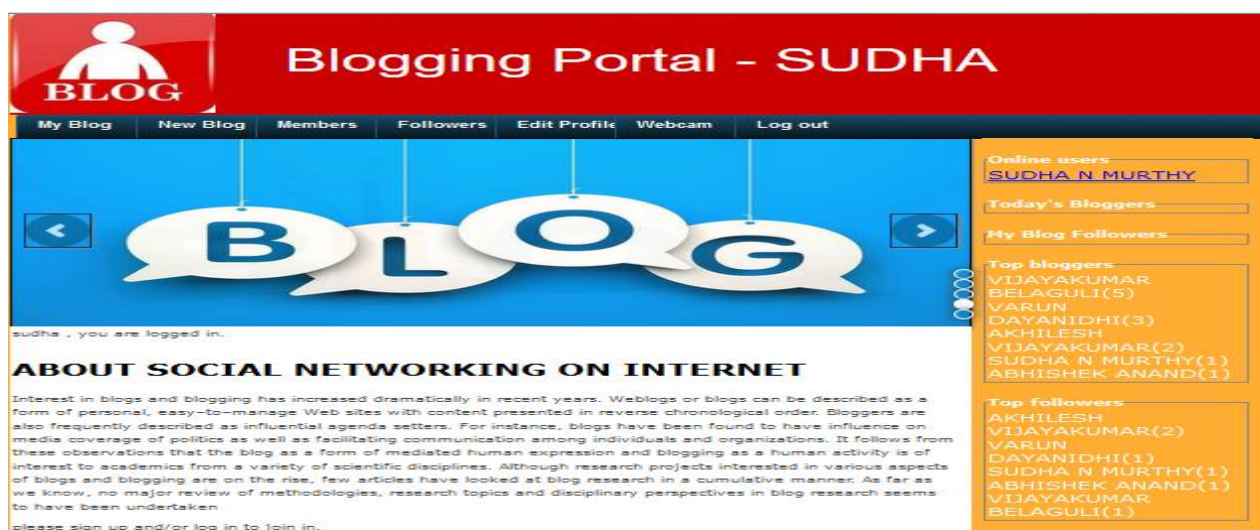 BLOG
Blogging Portal - SUDHA
My Blog New Blog Members Followers Edit Profile Webcam Log out
BLOG
sudha , you are logged in.
ABOUT SOCIAL NETWORKING ON INTERNET
Interest in blogs and blogging has increased dramatically in recent years. Weblogs or blogs can be described as a
form of personal, easy-to-manage Web sites with content presented in reverse chronological order. Bloggers are
also frequently described as influential agenda setters. For instance, blogs have been found to have influence on
media coverage of politics as well as facilitating communication among individuals and organizations. It follows from
these observations that the blog as a form of mediated human expression and blogging as a human activity is of
interest to academics from a variety of scientific disciplines. Although research projects interested in various aspects
of blogs and blogging are on the rise, few articles have looked at blog research in a cumulative manner. As far as
we know, no major review of methodologies, research topics and disciplinary perspectives in blog research seems
to have been undertaken
please sign up and/or log in to join in.
Online users
SUDHA N MURTHY
Today's Bloggers
My Blog Followers
Top bloggers
VIJAYAKUMAR
BELAGULI(5)
VARUN
DAYANIDHI(3)
AKHILESH
VIJAYAKUMAR(2)
SUDHA N MURTHY(1)
ABHISHEK ANAND(1)
Top followers
AKHILESH
VIJAYAKUMAR(2)
VARUN
DAYANIDHI(1)
SUDHA N MURTHY(1)
ABHISHEK ANAND(1)
VIJAYAKUMAR
BELAGULI(1)